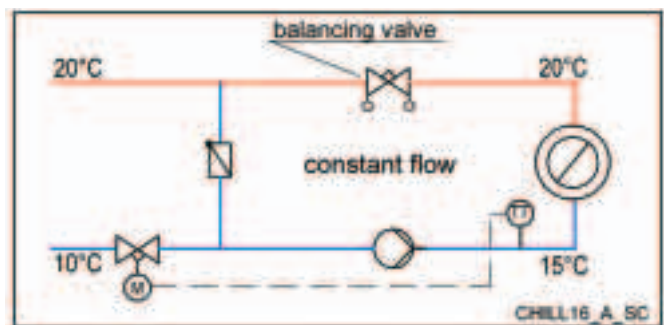 balancing valve
20°C
20°C
constant flow
10°C
M
15°C
CHILL16_A_SC